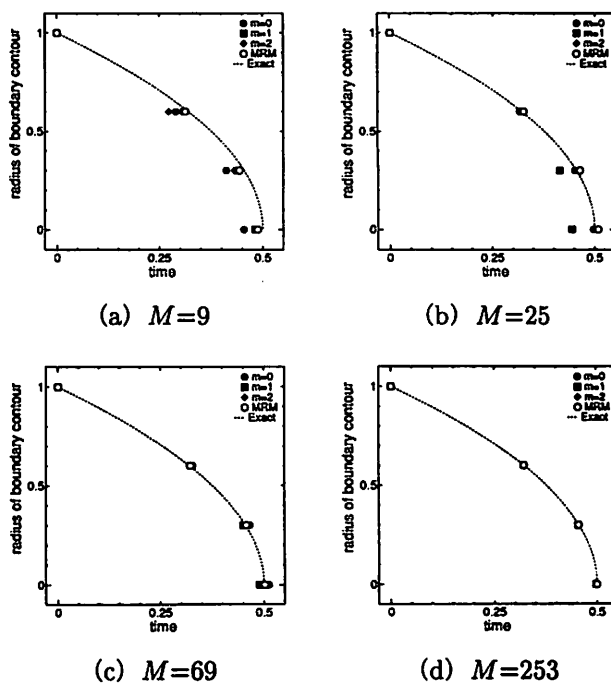 m=0
m=1
m=2
MRM
Exact
1
0.5
0
radius of boundary contour
0
0.25
0.5
time
(a) M=9
m=0
m=1
m=2
MRM
Exact
1
0.5
0
radius of boundary contour
0
0.25
0.5
time
(b) M=25
m=0
m=1
m=2
MRM
Exact
1
0.5
0
radius of boundary contour
0
0.25
0.5
time
(c) M=69
m=0
m=1
m=2
MRM
Exact
1
0.5
0
radius of boundary contour
0
0.25
0.5
time
(d) M=253